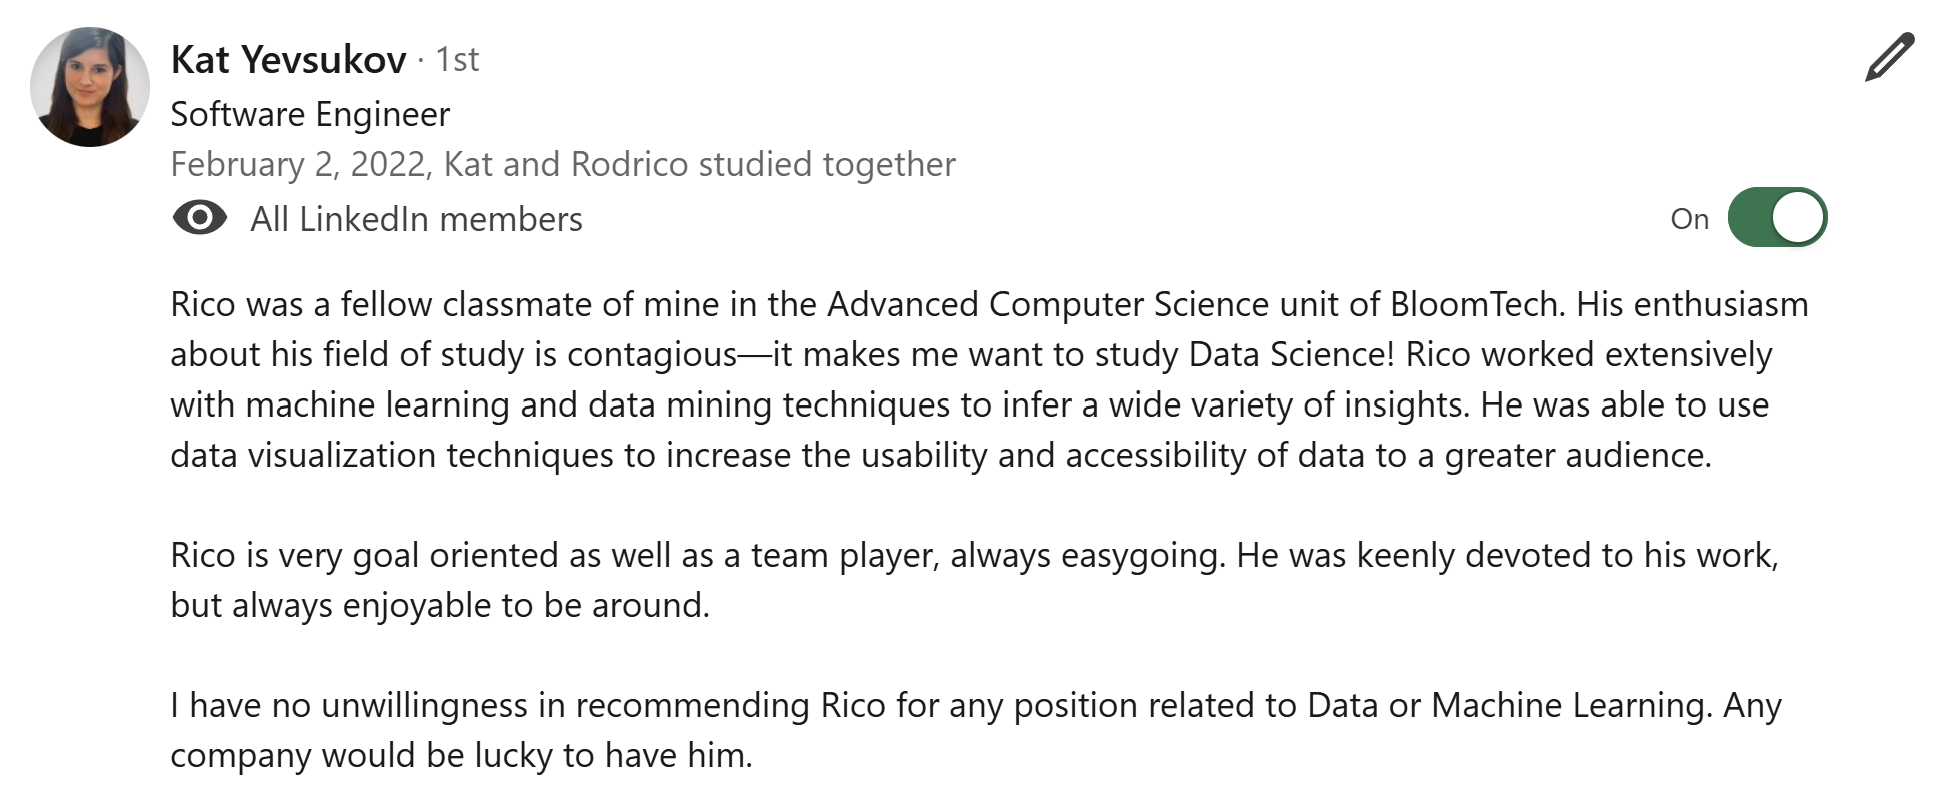 Kat Yevsukov · 1st
Software Engineer
February 2, 2022, Kat and Rodrico studied together
All LinkedIn members
On
Rico was a fellow classmate of mine in the Advanced Computer Science unit of BloomTech. His enthusiasm
about his field of study is contagious—it makes me want to study Data Science! Rico worked extensively
with machine learning and data mining techniques to infer a wide variety of insights. He was able to use
data visualization techniques to increase the usability and accessibility of data to a greater audience.
Rico is very goal oriented as well as a team player, always easygoing. He was keenly devoted to his work,
but always enjoyable to be around.
I have no unwillingness in recommending Rico for any position related to Data or Machine Learning. Any
company would be lucky to have him.